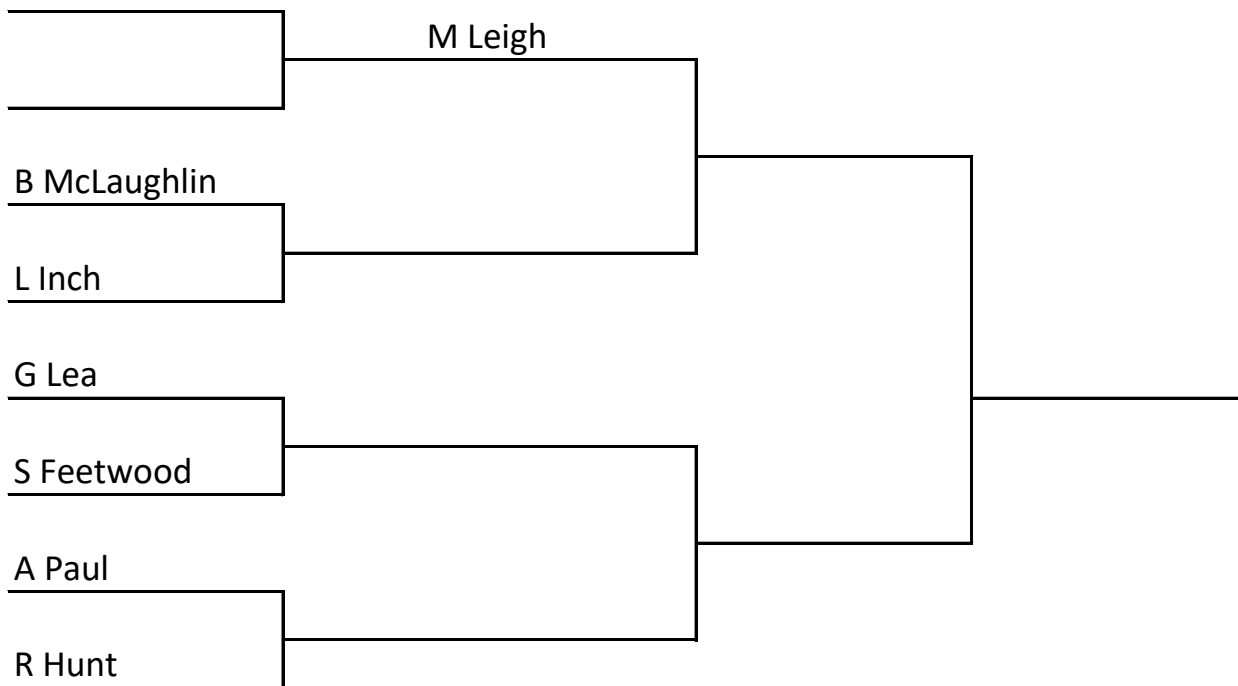 M Leigh
B McLaughlin
L Inch
G Lea
S Feetwood
A Paul
R Hunt